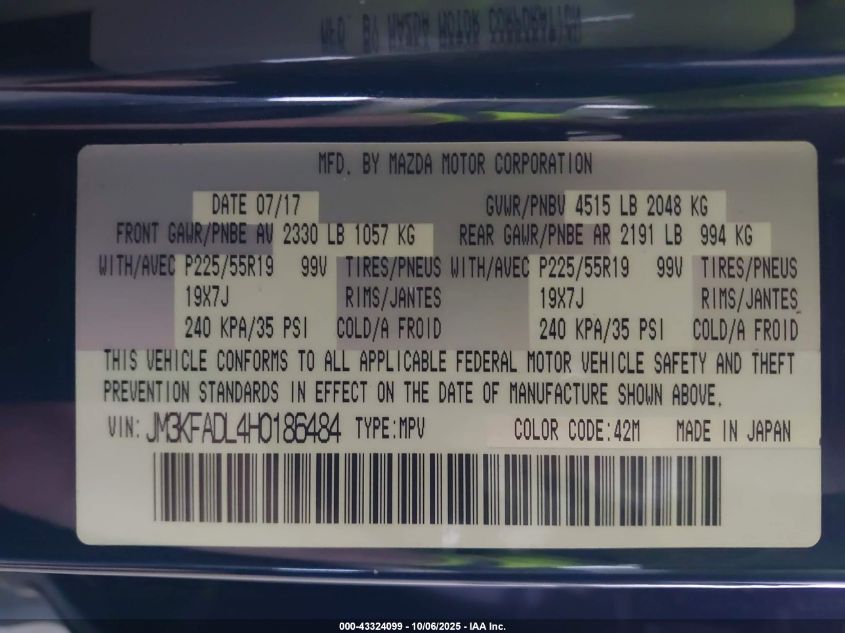 MFD. BY MAZDA MOTOR CORPORATION
DATE 07/17 GVWR/PNBV 4515 LB 2048 KG
FRONT GAWR/PNBE AV 2330 LB 1057 KG REAR GAWR/PNBE AR 2191 LB 994 KG
WITH/AVEC P225/55R19 99V TIRES/PNEUS WITH/AVEC P225/55R19 99V TIRES/PNEUS
19X7J RIMS/JANTES 19X7J RIMS/JANTES
240 KPA/35 PSI COLD/A FROID 240 KPA/35 PSI COLD/A FROID
THIS VEHICLE CONFORMS TO ALL APPLICABLE FEDERAL MOTOR VEHICLE SAFETY AND THEFT
PREVENTION STANDARDS IN EFFECT ON THE DATE OF MANUFACTURE SHOWN ABOVE.
VIN: JM3KFADL4H0186484 TYPE:MPV COLOR CODE:42M MADE IN JAPAN
000-43324099 - 10/06/2025 - IAA Inc.